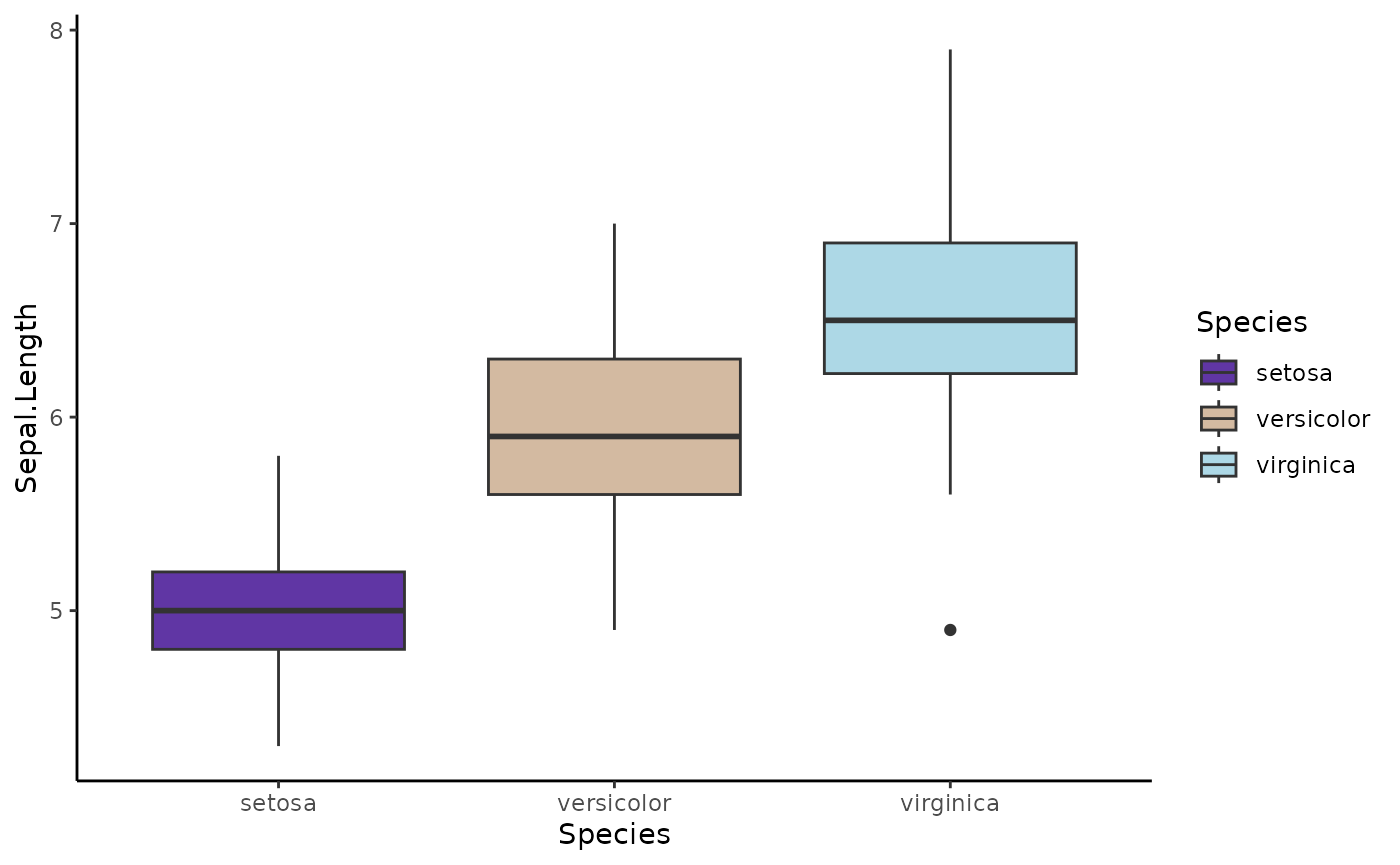 Sepal.Length
8
7
6
5
setosa
versicolor
virginica
Species
Species
setosa
versicolor
virginica